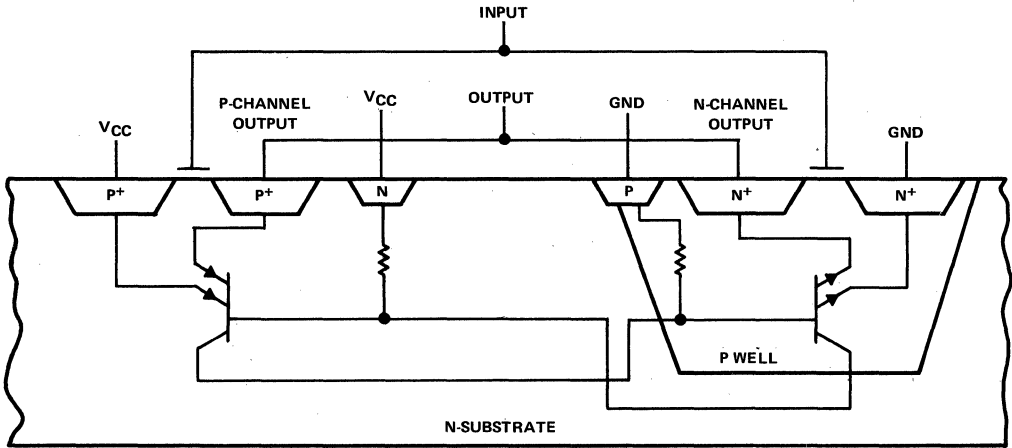 INPUT
P-CHANNEL
OUTPUT
VCC
OUTPUT
GND
N-CHANNEL
OUTPUT
VCC
GND
P+
P+
N
P
N+
N+
P WELL
N-SUBSTRATE